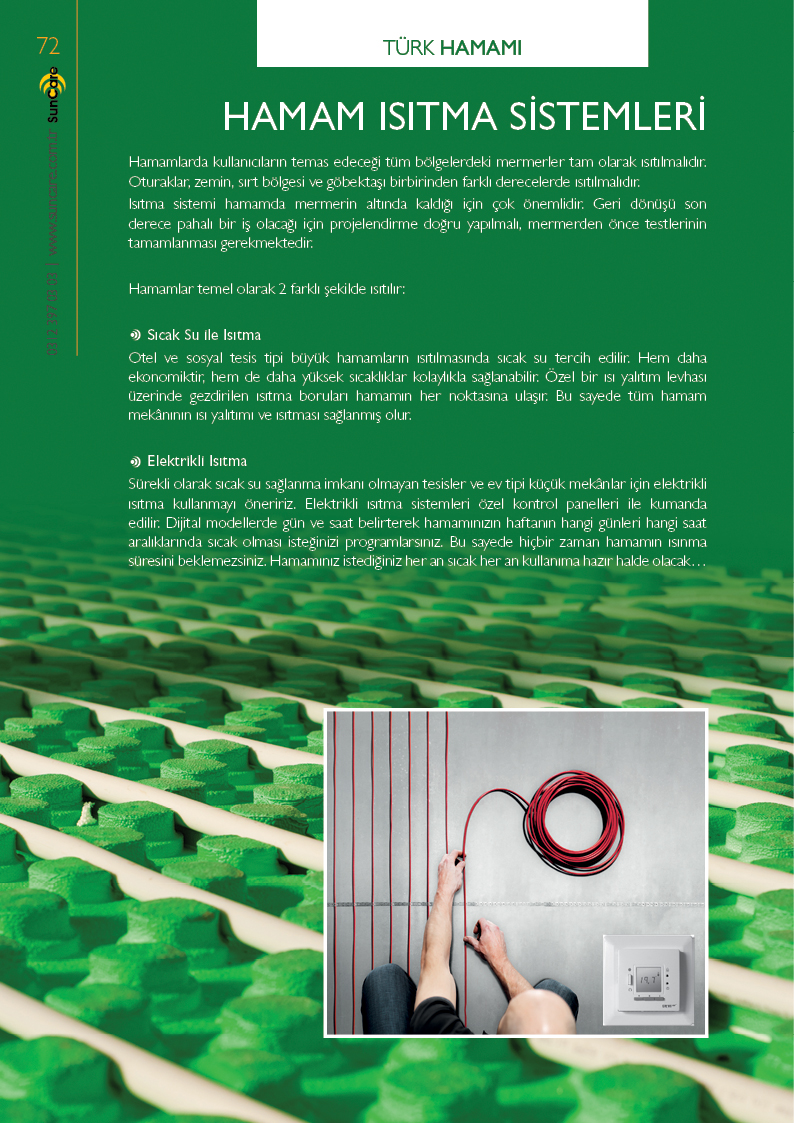 72
TÜRK HAMAMI
SunCare
www.suncare.com.tr
HAMAM ISITMA SİSTEMLERİ
Hamamlarda kullanıcıların temas edeceği tüm bölgelerdeki mermerler tam olarak ısıtılmalıdır.
Oturaklar, zemin, sırt bölgesi ve göbektaşı birbirinden farklı derecelerde ısıtılmalıdır.
Isıtma sistemi hamamda mermerin altında kaldığı için çok önemlidir. Geri dönüşü son
derece pahalı bir iş olacağı için projelendirme doğru yapılmalı, mermerden önce testlerinin
tamamlanması gerekmektedir.
Hamamlar temel olarak 2 farklı şekilde ısıtılır:
Sıcak Su ile Isıtma
Otel ve sosyal tesis tipi büyük hamamların ısıtılmasında sıcak su tercih edilir. Hem daha
ekonomiktir, hem de daha yüksek sıcaklıklar kolaylıkla sağlanabilir. Özel bir ısı yalıtım levhası
üzerinde gezdirilen ısıtma boruları hamamın her noktasına ulaşır. Bu sayede tüm hamam
mekânının ısı yalıtımı ve ısıtması sağlanmış olur.
Elektrikli Isıtma
Sürekli olarak sıcak su sağlanma imkanı olmayan tesisler ve ev tipi küçük mekânlar için elektrikli
ısıtma kullanmayı öneririz. Elektrikli ısıtma sistemleri özel kontrol panelleri ile kumanda
edilir. Dijital modellerde gün ve saat belirterek hamamınızın haftanın hangi günleri hangi saat
aralıklarında sıcak olması isteğinizi programlarsınız. Bu sayede hiçbir zaman hamamın ısınma
süresini beklemezsiniz. Hamamınız istediğiniz her an sıcak her an kullanıma hazır halde olacak…
19.7